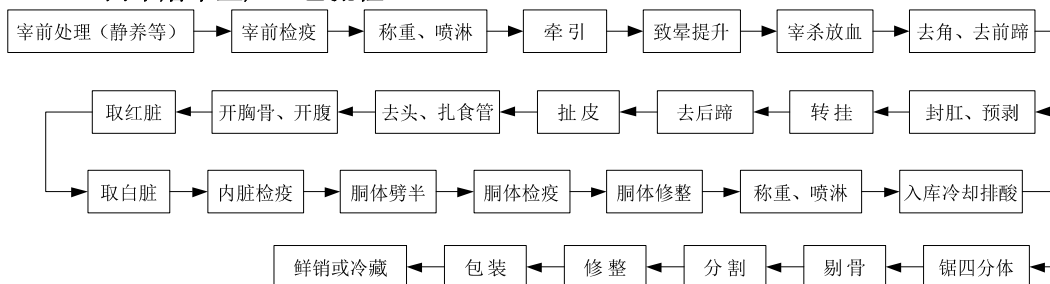 宰前处理（静养等） 宰前检疫 称重、喷淋 牵引 致晕提升 宰杀放血 去角、去前蹄
取红脏 开胸骨、开腹 去头、扎食管 扯皮 去后蹄 转挂 封肛、预剥
取白脏 内脏检疫 胴体劈半 胴体检疫 胴体修整 称重、喷淋 入库冷却排酸
鲜销或冷藏 包装 修整 分割 剔骨 锯四分体